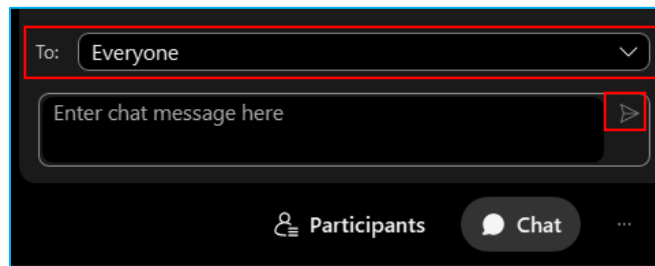 To: Everyone
Enter chat message here
Participants Chat ...